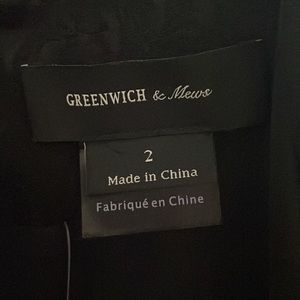 GREENWICH & Mews
2
Made in China
Fabriqué en Chine